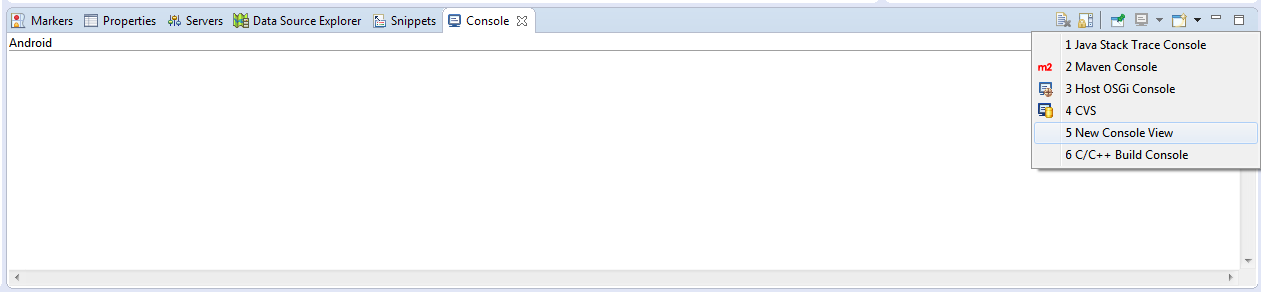 Markers Properties Servers Data Source Explorer Snippets Console
Android
1 Java Stack Trace Console
m2 2 Maven Console
3 Host OSGi Console
4 CVS
5 New Console View
6 C/C++ Build Console